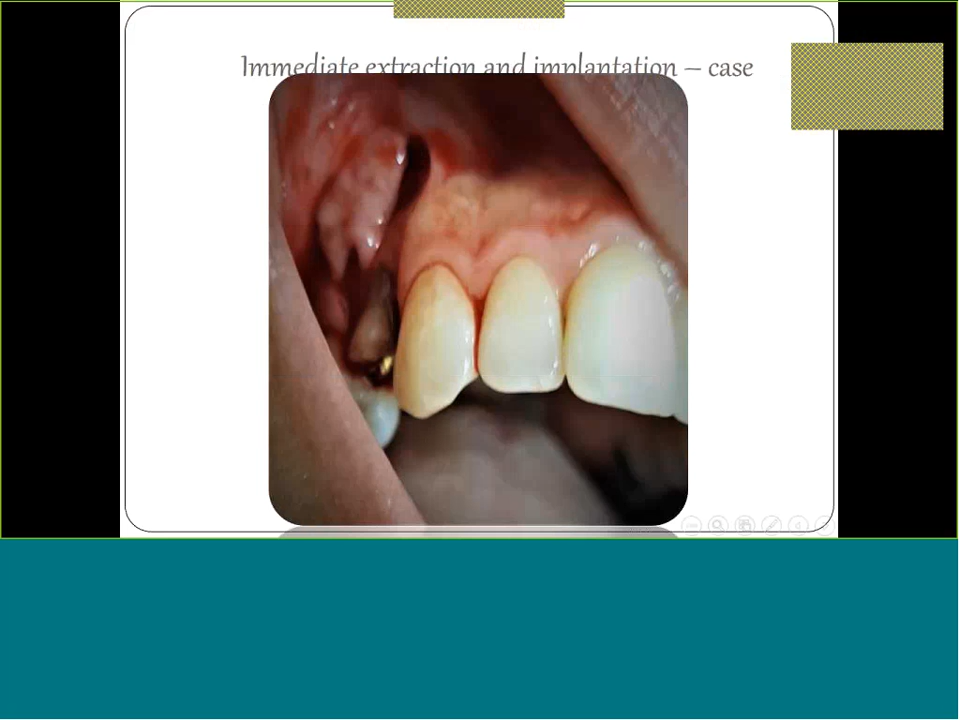 Immediate extraction and implantation – case